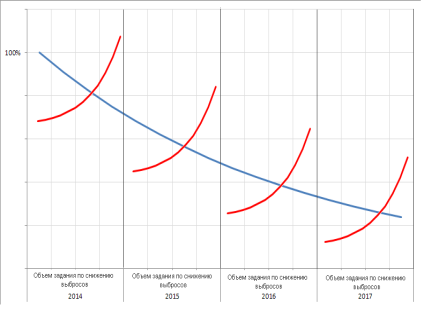 100%
Объем задания по снижению
выбросов
2014
Объем задания по снижению
выбросов
2015
Объем задания по снижению
выбросов
2016
Объем задания по снижению
выбросов
2017